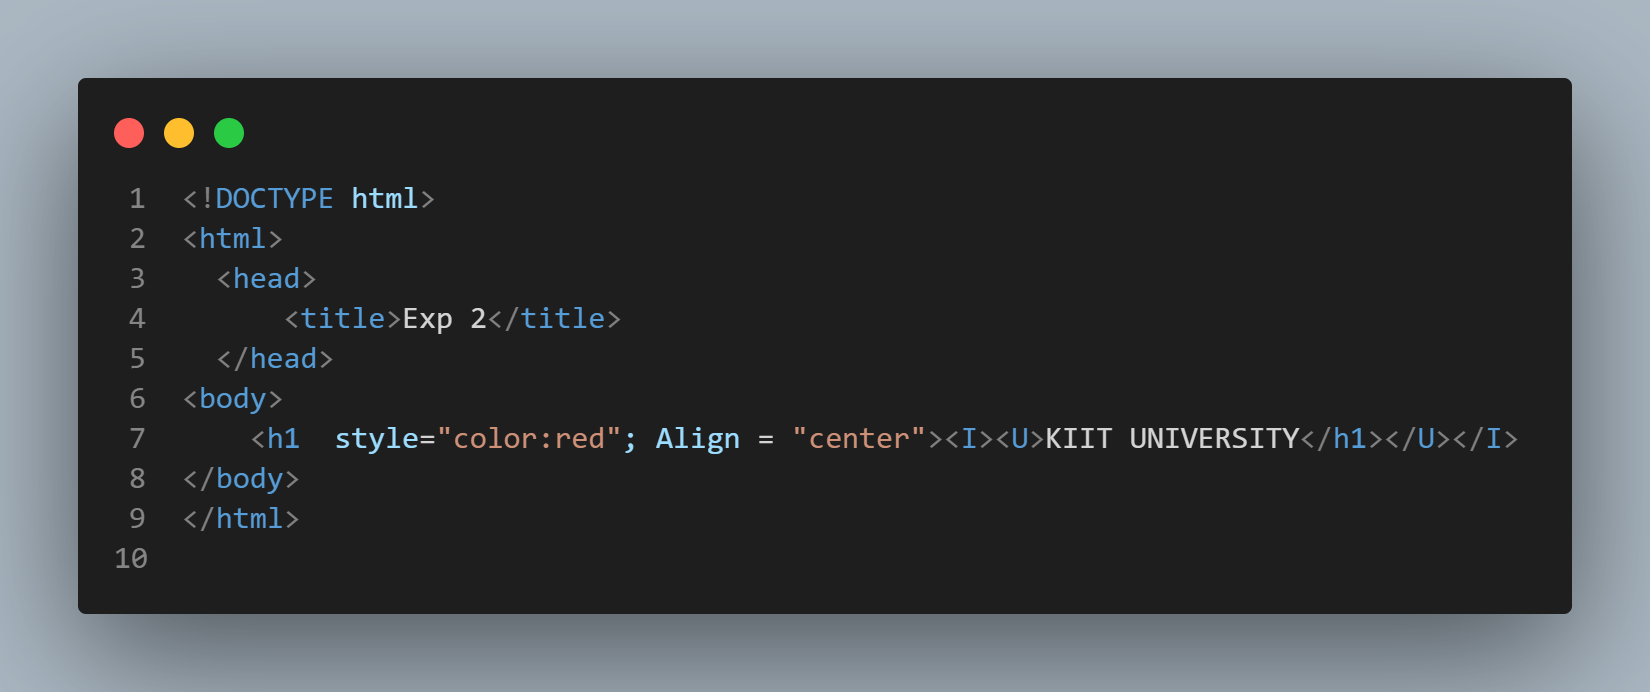 1 <!DOCTYPE html>
2 <html>
3   <head>
4       <title>Exp 2</title>
5   </head>
6 <body>
7     <h1  style="color:red"; Align = "center"><I><U>KIIT UNIVERSITY</h1></U></I>
8 </body>
9 </html>
10